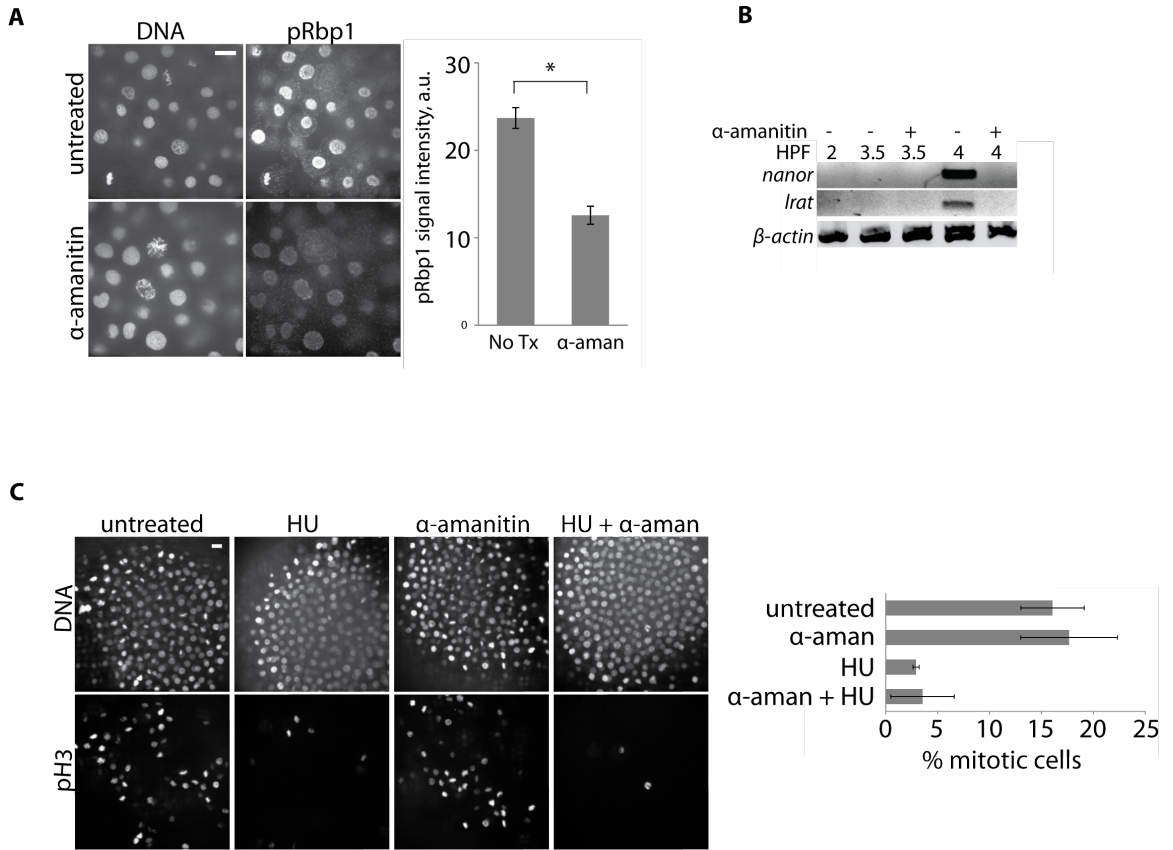 A
DNA pRbp1
untreated
α-amanitin
pRbp1 signal intensity, a.u.
30
20
10
0
*
No Tx α-aman
B
α-amanitin - - + - +
HPF 2 3.5 3.5 4 4
nanor
lrat
β-actin
C
untreated HU α-amanitin HU + α-aman
DNA
pH3
untreated
α-aman
HU
α-aman + HU
0 5 10 15 20 25
% mitotic cells